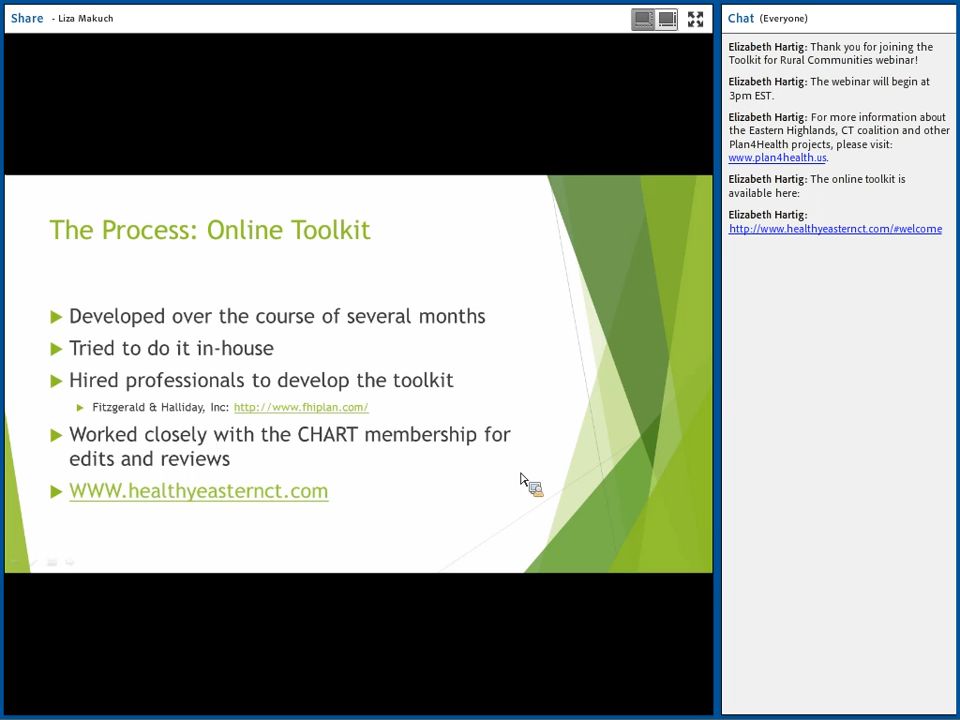 Share - Liza Makuch
The Process: Online Toolkit
Developed over the course of several months
Tried to do it in-house
Hired professionals to develop the toolkit
Fitzgerald & Halliday, Inc: http://www.fhiplan.com/
Worked closely with the CHART membership for
edits and reviews
WWW.healthyeasternct.com
Chat (Everyone)
Elizabeth Hartig: Thank you for joining the
Toolkit for Rural Communities webinar!
Elizabeth Hartig: The webinar will begin at
3pm EST.
Elizabeth Hartig: For more information about
the Eastern Highlands, CT coalition and other
Plan4Health projects, please visit:
www.plan4health.us.
Elizabeth Hartig: The online toolkit is
available here:
Elizabeth Hartig:
http://www.healthyeasternct.com/#welcome